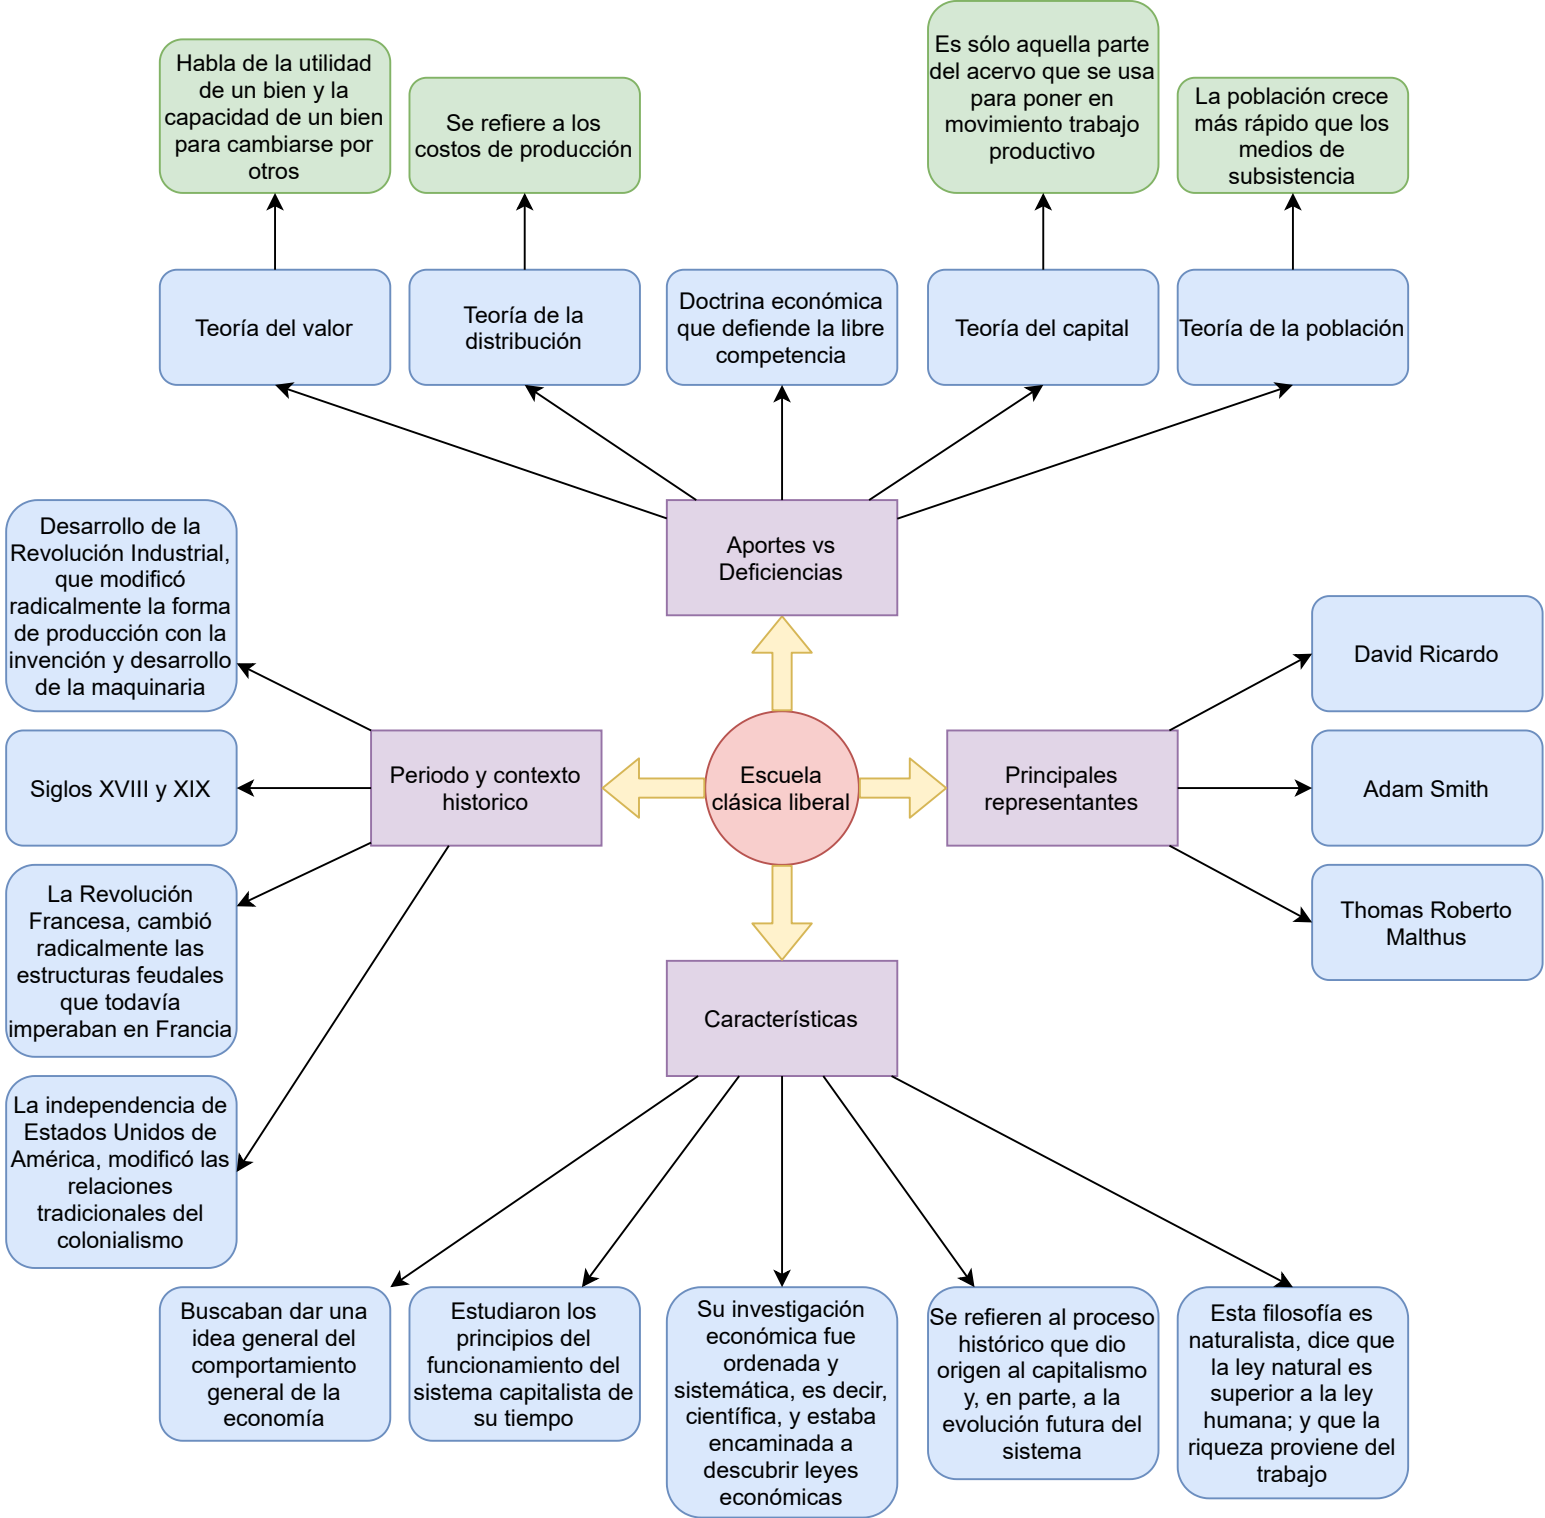 Habla de la utilidad
de un bien y la
capacidad de un bien
para cambiarse por
otros
Se refiere a los
costos de producción
Es sólo aquella parte
del acervo que se usa
para poner en
movimiento trabajo
productivo
La población crece
más rápido que los
medios de
subsistencia
Teoría del valor
Teoría de la
distribución
Doctrina económica
que defiende la libre
competencia
Teoría del capital
Teoría de la población
Aportes vs
Deficiencias
Desarrollo de la
Revolución Industrial,
que modificó
radicalmente la forma
de producción con la
invención y desarrollo
de la maquinaria
Siglos XVIII y XIX
La Revolución
Francesa, cambió
radicalmente las
estructuras feudales
que todavía
imperaban en Francia
La independencia de
Estados Unidos de
América, modificó las
relaciones
tradicionales del
colonialismo
Periodo y contexto
historico
Escuela
clásica liberal
Principales
representantes
David Ricardo
Adam Smith
Thomas Roberto
Malthus
Características
Buscaban dar una
idea general del
comportamiento
general de la
economía
Estudiaron los
principios del
funcionamiento del
sistema capitalista de
su tiempo
Su investigación
económica fue
ordenada y
sistemática, es decir,
científica, y estaba
encaminada a
descubrir leyes
económicas
Se refieren al proceso
histórico que dio
origen al capitalismo
y, en parte, a la
evolución futura del
sistema
Esta filosofía es
naturalista, dice que
la ley natural es
superior a la ley
humana; y que la
riqueza proviene del
trabajo